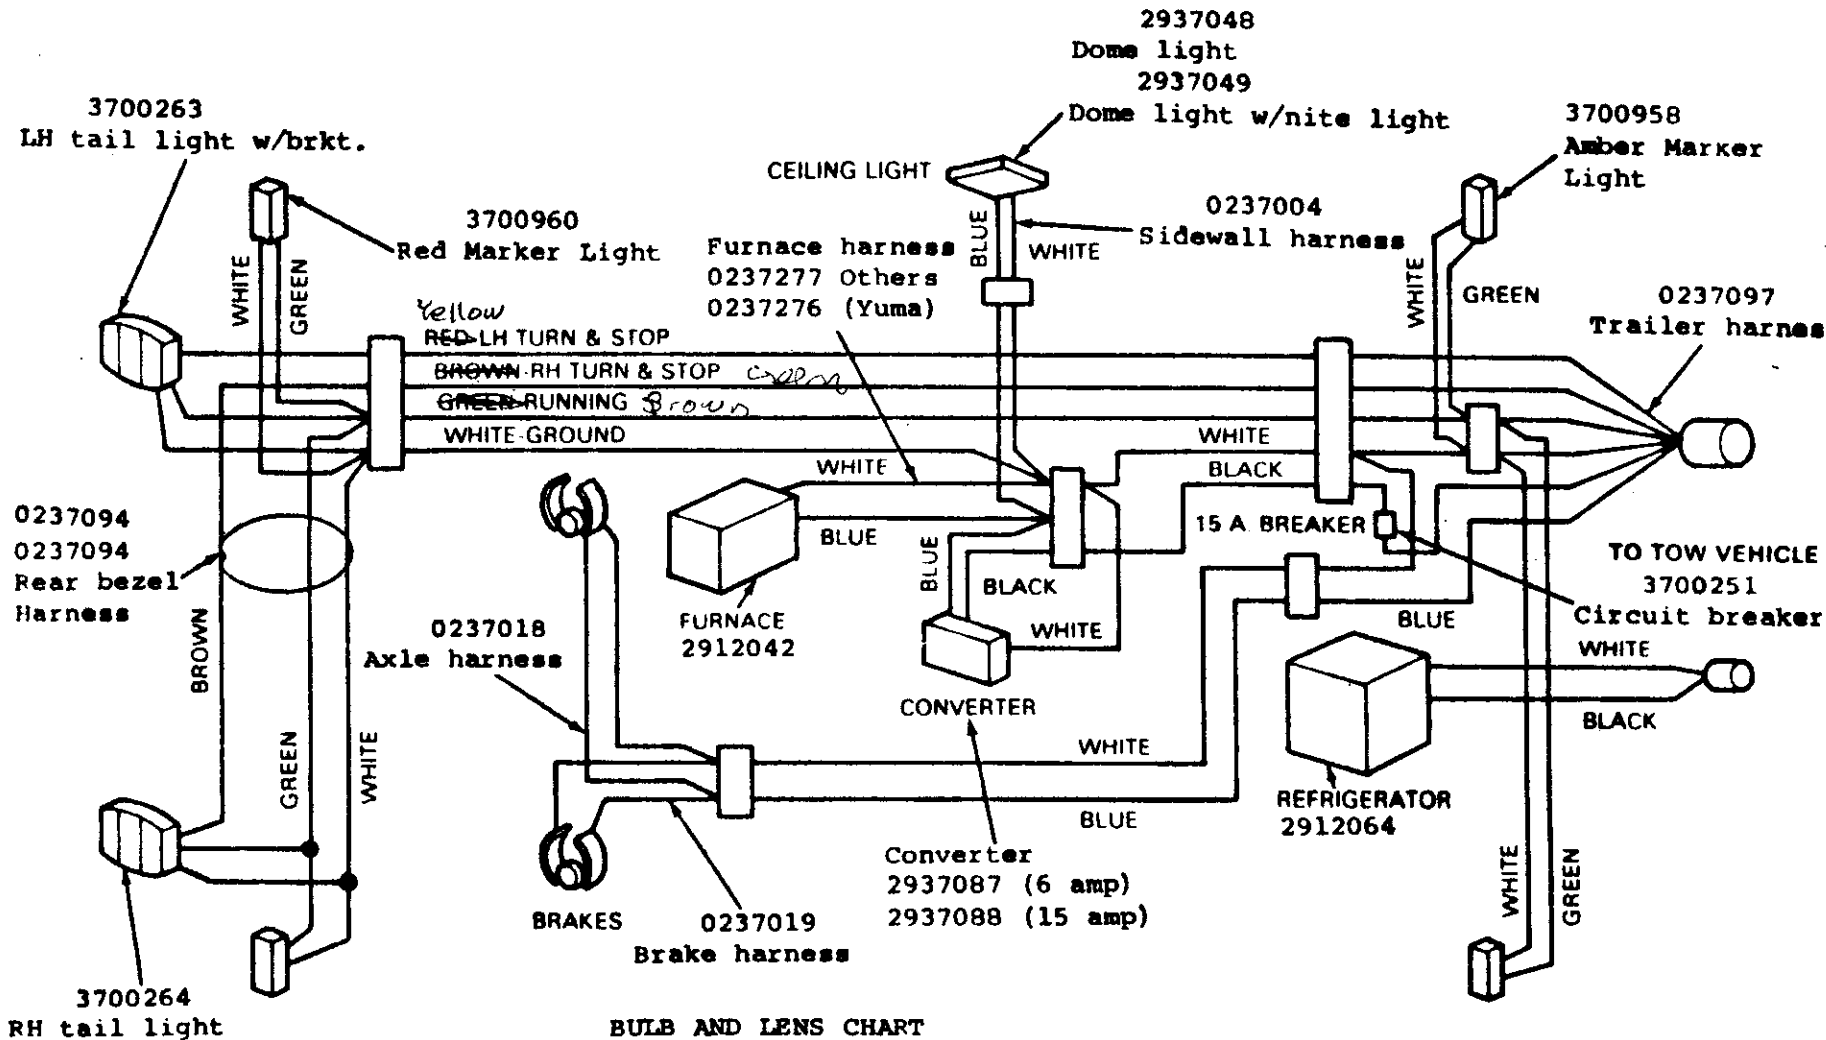 2937048
Dome light
2937049
Dome light w/nite light
3700263
LH tail light w/brkt.
3700958
Amber Marker
Light
CEILING LIGHT
3700960
Red Marker Light
0237004
Sidewall harness
BLUE
WHITE
Furnace harness
0237277 Others
0237276 (Yuma)
WHITE
GREEN
WHITE
GREEN
0237097
Trailer harnes
Yellow
RED-LH TURN & STOP
BROWN-RH TURN & STOP Green
GREEN-RUNNING Brown
WHITE-GROUND
WHITE
WHITE
BLACK
BLUE
15 A. BREAKER
0237094
0237094
Rear bezel
Harness
BLUE
BLACK
TO TOW VEHICLE
3700251
Circuit breaker
FURNACE
2912042
WHITE
BLUE
0237018
Axle harness
BROWN
WHITE
BLACK
CONVERTER
GREEN
WHITE
WHITE
BLUE
REFRIGERATOR
2912064
Converter
2937087 (6 amp)
2937088 (15 amp)
WHITE
GREEN
BRAKES
0237019
Brake harness
3700264
RH tail light
BULB AND LENS CHART